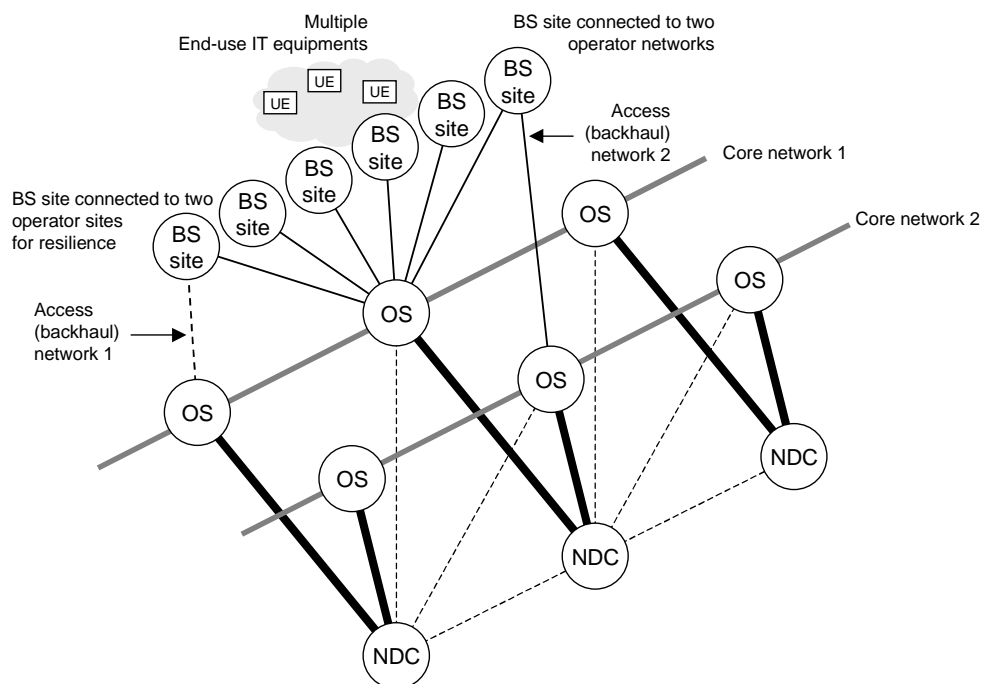 Multiple
End-use IT equipments
BS site connected to two
operator networks
UE
UE
UE
BS
site
BS
site
BS
site
BS
site
BS
site
BS
site
Access
(backhaul)
network 2
Core network 1
BS site connected to two
operator sites
for resilience
Core network 2
OS
OS
OS
Access
(backhaul)
network 1
OS
OS
OS
NDC
NDC
NDC